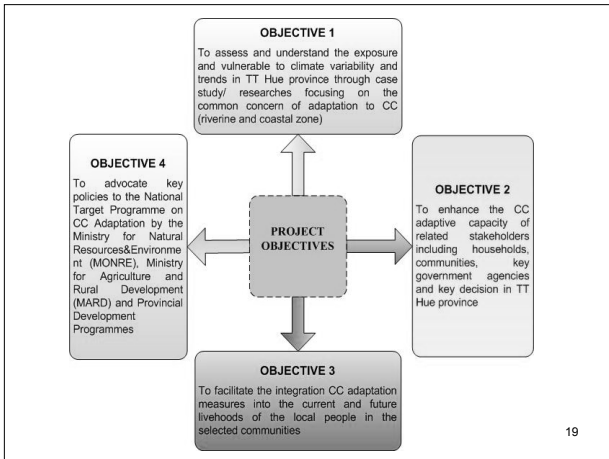 OBJECTIVE 1
To assess and understand the exposure
and vulnerable to climate variability and
trends in TT Hue province through case
study/ researches focusing on the
common concern of adaptation to CC
(riverine and coastal zone)
OBJECTIVE 4
To advocate key
policies to the National
Target Programme on
CC Adaptation by the
Ministry for Natural
Resources&Environme
nt (MONRE), Ministry
for Agriculture and
Rural Development
(MARD) and Provincial
Development
Programmes
PROJECT
OBJECTIVES
OBJECTIVE 2
To enhance the CC
adaptive capacity of
related stakeholders
including households,
communities, key
government agencies
and key decision in TT
Hue province
OBJECTIVE 3
To facilitate the integration CC adaptation
measures into the current and future
livehoods of the local people in the
selected communities
19